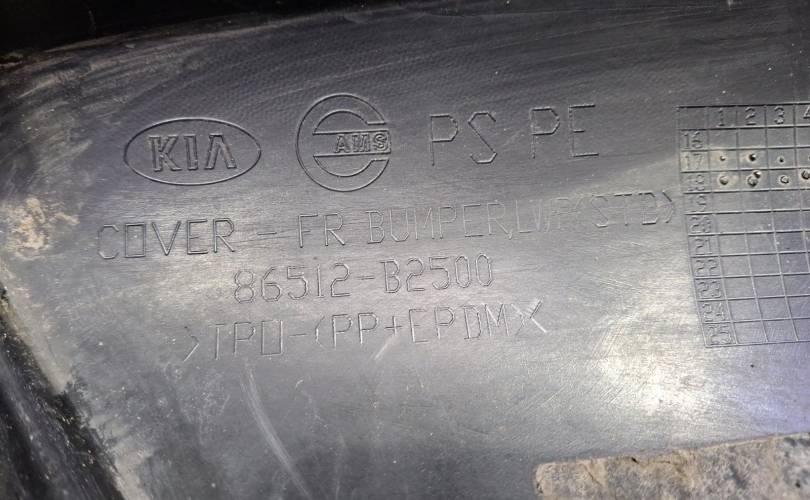 KIA AMS PS PE
COVER - FR BUMPER,LWR(STD)
86512-B2500
>TPO-(PP+EPDM)<
1 2 3 4
16
17
18
19
20
21
22
23
24
25